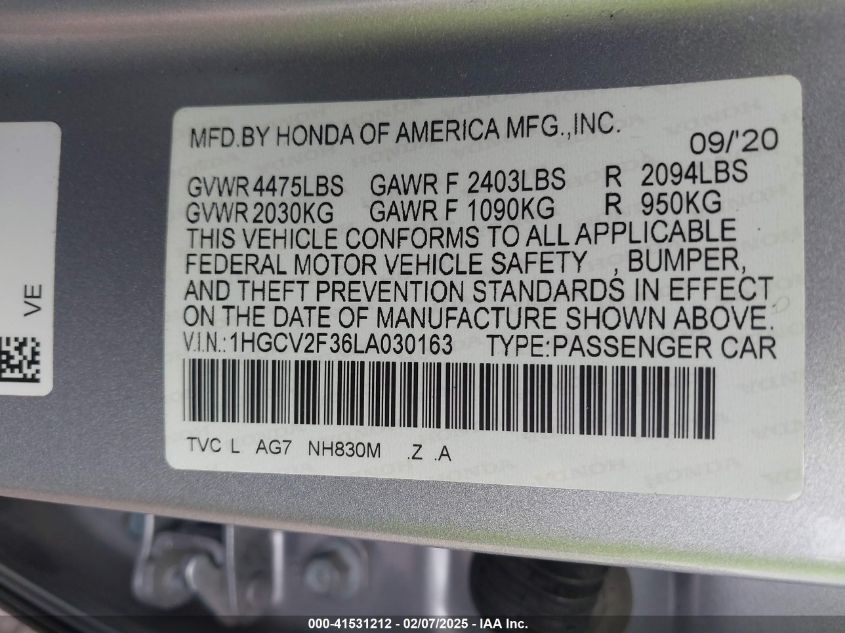 MFD.BY HONDA OF AMERICA MFG.,INC.
09/'20
GVWR 4475LBS GAWR F 2403LBS R 2094LBS
GVWR 2030KG GAWR F 1090KG R 950KG
THIS VEHICLE CONFORMS TO ALL APPLICABLE
FEDERAL MOTOR VEHICLE SAFETY , BUMPER,
AND THEFT PREVENTION STANDARDS IN EFFECT
ON THE DATE OF MANUFACTURE SHOWN ABOVE.
V.I.N.:1HGCV2F36LA030163 TYPE:PASSENGER CAR
TVC L AG7 NH830M .Z .A
VE
000-41531212 — 02/07/2025 — IAA Inc.